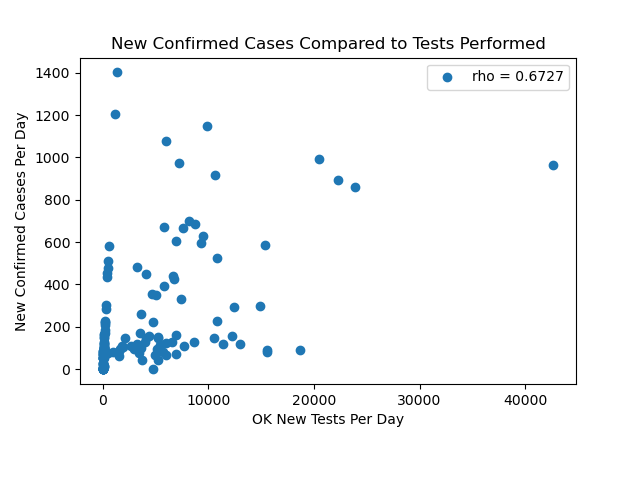 New Confirmed Cases Compared to Tests Performed
rho = 0.6727
New Confirmed Caeses Per Day
1400
1200
1000
800
600
400
200
0
0 10000 20000 30000 40000
OK New Tests Per Day